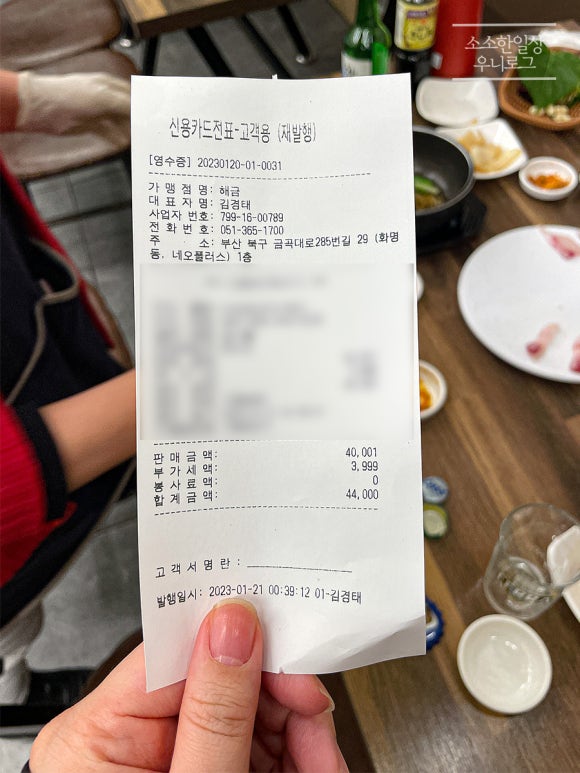 소소한일상
우니로그
신용카드전표-고객용 (재발행)
[영수증] 20230120-01-0031
가 맹 점 명: 해금
대 표 자 명: 김경태
사업자 번호: 799-16-00789
전 화 번 호: 051-365-1700
주 소: 부산 북구 금곡대로285번길 29 (화명
동, 네오플러스) 1층
판 매 금 액: 40,001
부 가 세 액: 3,999
봉 사 료 액: 0
합 계 금 액: 44,000
고 객 서 명 란 :
발행일시: 2023-01-21 00:39:12 01-김경태